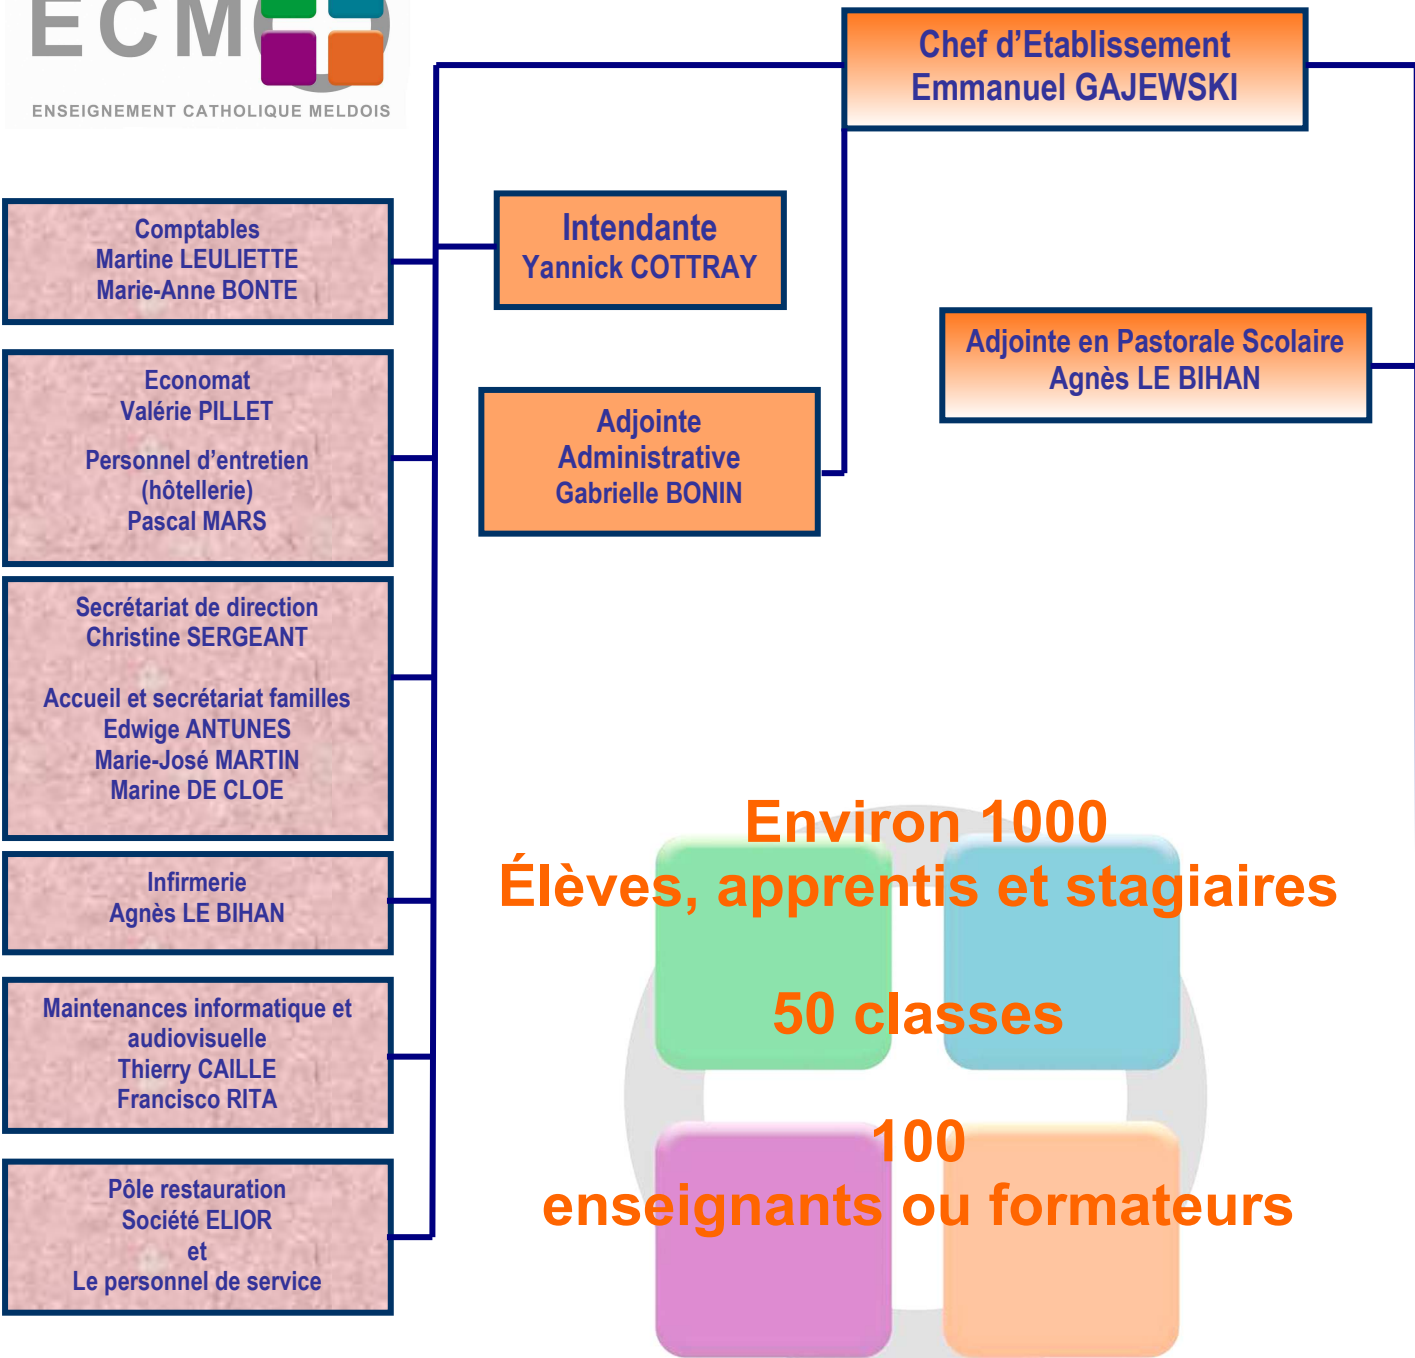 ECM
ENSEIGNEMENT CATHOLIQUE MELDOIS
Chef d’Etablissement
Emmanuel GAJEWSKI
Comptables
Martine LEULIETTE
Marie-Anne BONTE
Intendante
Yannick COTTRAY
Adjointe en Pastorale Scolaire
Agnès LE BIHAN
Economat
Valérie PILLET
Personnel d’entretien
(hôtellerie)
Pascal MARS
Adjointe
Administrative
Gabrielle BONIN
Secrétariat de direction
Christine SERGEANT
Accueil et secrétariat familles
Edwige ANTUNES
Marie-José MARTIN
Marine DE CLOE
Infirmerie
Agnès LE BIHAN
Maintenances informatique et
audiovisuelle
Thierry CAILLE
Francisco RITA
Pôle restauration
Société ELIOR
et
Le personnel de service
Environ 1000
Élèves, apprentis et stagiaires
50 classes
100
enseignants ou formateurs